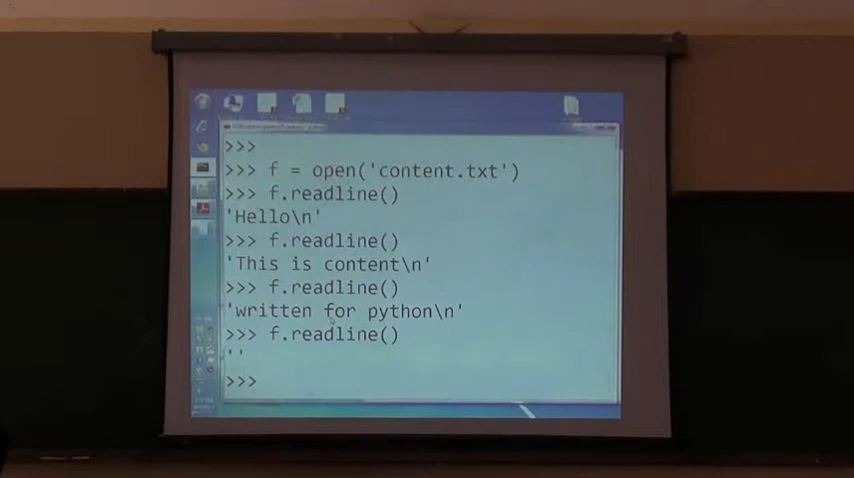 >>>
>>> f = open('content.txt')
>>> f.readline()
'Hello\n'
>>> f.readline()
'This is content\n'
>>> f.readline()
'written for python\n'
>>> f.readline()
''
>>>